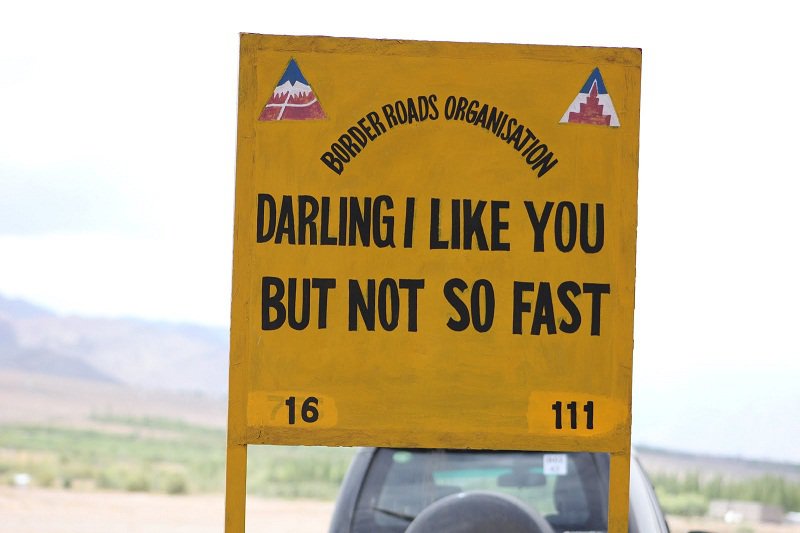 BORDER ROADS ORGANISATION
DARLING I LIKE YOU
BUT NOT SO FAST
16 111